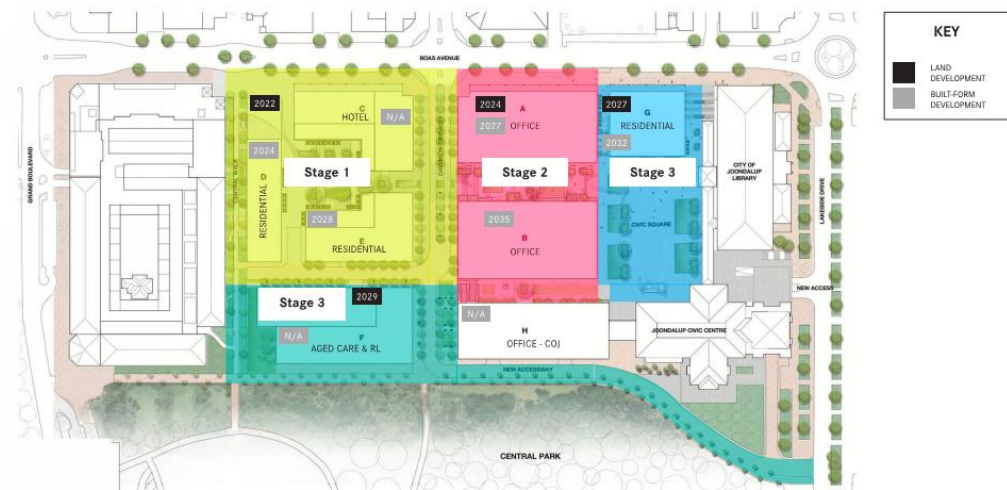 KEY
LAND
DEVELOPMENT
BUILT-FORM
DEVELOPMENT
BOAS AVENUE
GRAND BOULEVARD
CENTRAL WALK
2022
C
HOTEL
N/A
2024
Stage 1
D
RESIDENTIAL
2028
E
RESIDENTIAL
2024
A
2027
OFFICE
Stage 2
2035
B
OFFICE
2027
G
RESIDENTIAL
2032
Stage 3
CIVIC SQUARE
CITY OF
JOONDALUP
LIBRARY
LAKESIDE DRIVE
NEW ACCESS
Stage 3
2029
N/A
F
AGED CARE & RL
N/A
H
OFFICE - COJ
JOONDALUP CIVIC CENTRE
NEW ACCESSWAY
CENTRAL PARK